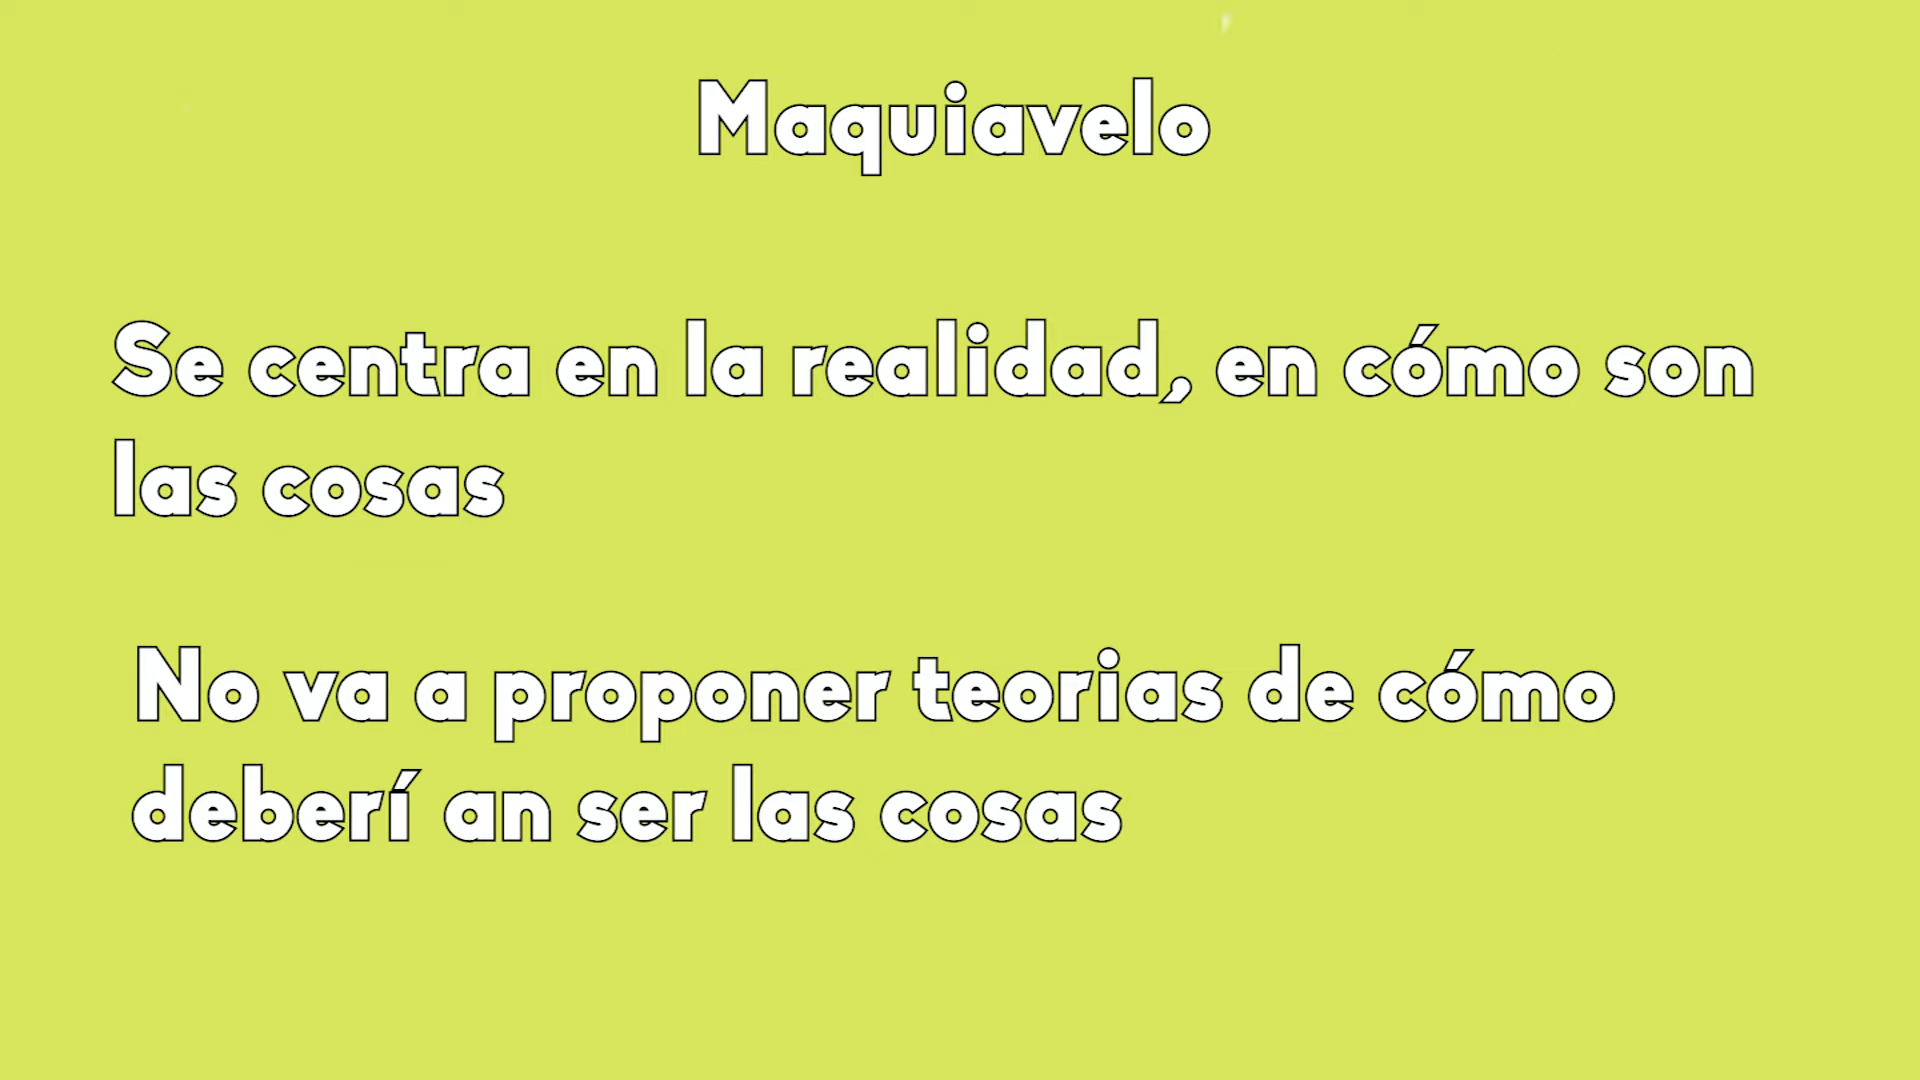 Maquiavelo
Se centra en la realidad, en cómo son
las cosas
No va a proponer teorias de cómo
deberí an ser las cosas